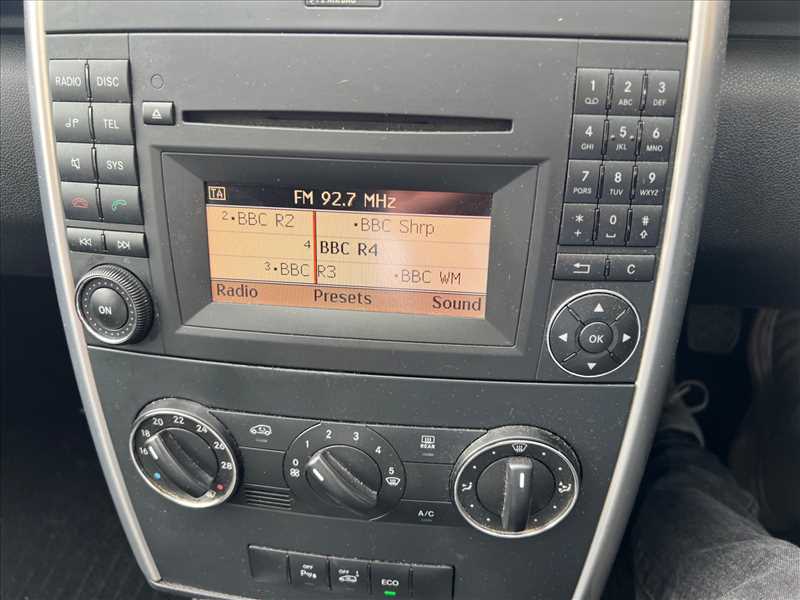 RADIO DISC
TEL
SYS
ON
TA FM 92.7 MHz
2•BBC R2 •BBC Shrp
4 BBC R4
3•BBC R3 •BBC WM
Radio Presets Sound
1 2 3
ABC DEF
4 5 6
GHI JKL MNO
7 8 9
PQRS TUV WXYZ
* 0 #
+
C
OK
16 18 20 22 24 26 28
0 1 2 3 4 5
REAR
A/C
OFF OFF
P ECO